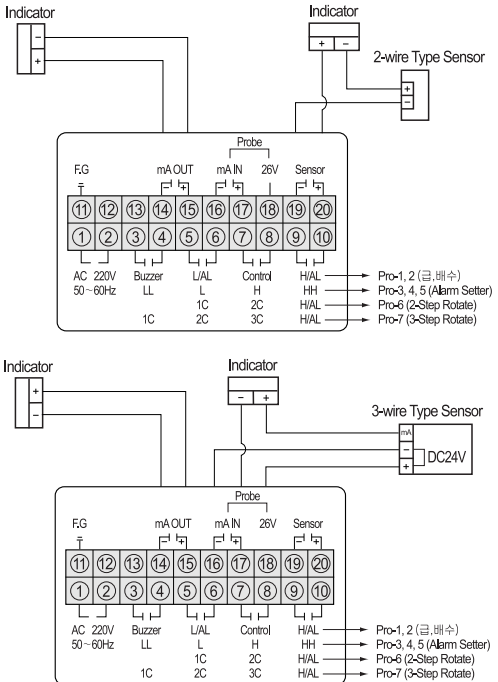 Indicator
Indicator
−
+
+ −
2-wire Type Sensor
+
−
Probe
F.G mA OUT mA IN 26V Sensor
− + − + − +
⑪ ⑫ ⑬ ⑭ ⑮ ⑯ ⑰ ⑱ ⑲ ⑳
① ② ③ ④ ⑤ ⑥ ⑦ ⑧ ⑨ ⑩
AC 220V Buzzer L/AL Control H/AL → Pro-1, 2 (급,배수)
50~60Hz LL L H HH → Pro-3, 4, 5 (Alarm Setter)
1C 2C H/AL → Pro-6 (2-Step Rotate)
1C 2C 3C H/AL → Pro-7 (3-Step Rotate)
Indicator
Indicator
+
−
− +
3-wire Type Sensor
mA
−
+
DC24V
Probe
F.G mA OUT mA IN 26V Sensor
− + − + − +
⑪ ⑫ ⑬ ⑭ ⑮ ⑯ ⑰ ⑱ ⑲ ⑳
① ② ③ ④ ⑤ ⑥ ⑦ ⑧ ⑨ ⑩
AC 220V Buzzer L/AL Control H/AL → Pro-1, 2 (급,배수)
50~60Hz LL L H HH → Pro-3, 4, 5 (Alarm Setter)
1C 2C H/AL → Pro-6 (2-Step Rotate)
1C 2C 3C H/AL → Pro-7 (3-Step Rotate)